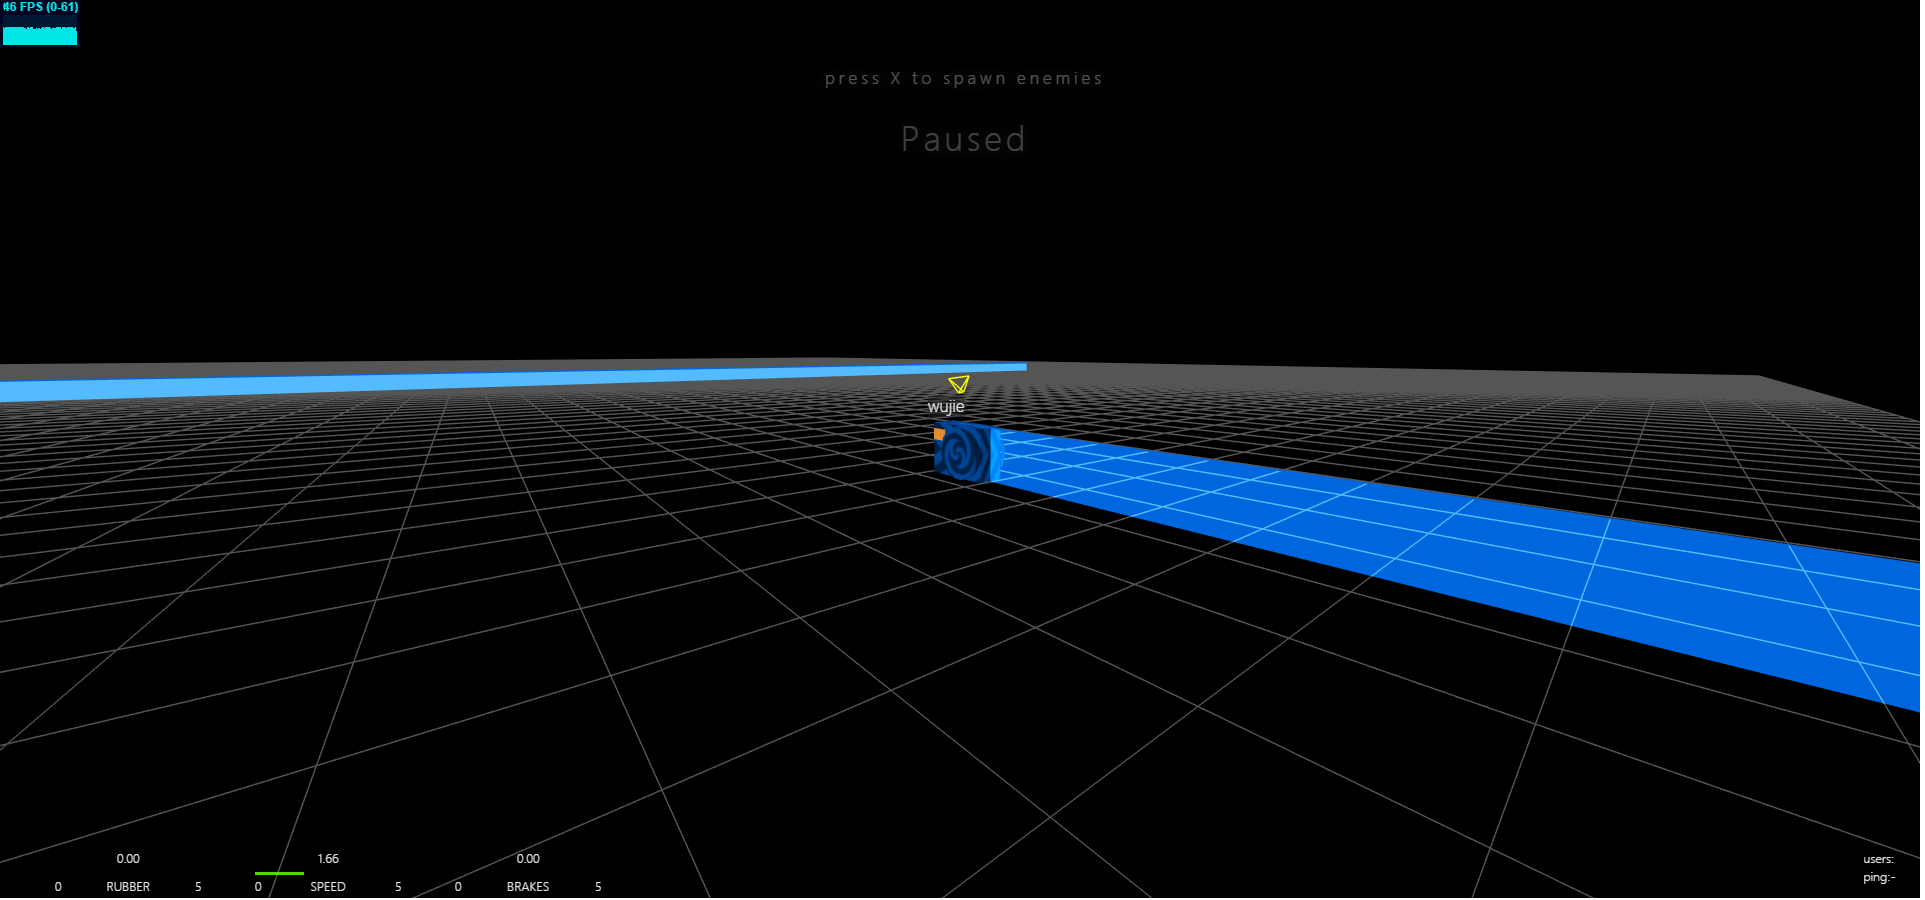 46 FPS (0-61)
press X to spawn enemies
Paused
wujie
0.00 1.66 0.00
0 RUBBER 5 0 SPEED 5 0 BRAKES 5
users:
ping:-